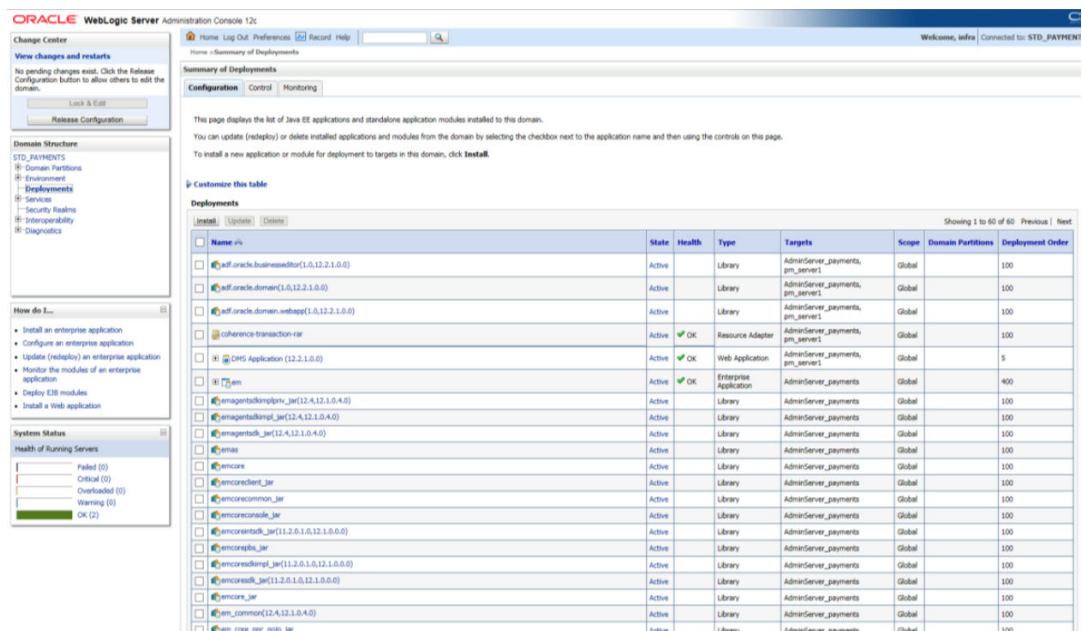 ORACLE WebLogic Server Administration Console 12c
Change Center
View changes and restarts
No pending changes exist. Click the Release
Configuration button to allow others to edit the
domain.
Lock & Edit
Release Configuration
Domain Structure
STD_PAYMENTS
Domain Partitions
Environment
Deployments
Services
Security Realms
Interoperability
Diagnostics
How do I...
Install an enterprise application
Configure an enterprise application
Update (redeploy) an enterprise application
Monitor the modules of an enterprise
application
Deploy EJB modules
Install a Web application
System Status
Health of Running Servers
Failed (0)
Critical (0)
Overloaded (0)
Warning (0)
OK (2)
Home Log Out Preferences Record Help
Welcome, infra Connected to: STD_PAYMENT
Home >Summary of Deployments
Summary of Deployments
Configuration Control Monitoring
This page displays the list of Java EE applications and standalone application modules installed to this domain.
You can update (redeploy) or delete installed applications and modules from the domain by selecting the checkbox next to the application name and then using the controls on this page.
To install a new application or module for deployment to targets in this domain, click Install.
Customize this table
Deployments
Install Update Delete Showing 1 to 60 of 60 Previous | Next
Name State Health Type Targets Scope Domain Partitions Deployment Order
adf.oracle.businesseditor(1.0,12.2.1.0.0) Active Library AdminServer_payments, pm_server1 Global 100
adf.oracle.domain(1.0,12.2.1.0.0) Active Library AdminServer_payments, pm_server1 Global 100
adf.oracle.domain.webapp(1.0,12.2.1.0.0) Active Library AdminServer_payments, pm_server1 Global 100
coherence-transaction-rar Active OK Resource Adapter AdminServer_payments, pm_server1 Global 100
DMS Application (12.2.1.0.0) Active OK Web Application AdminServer_payments, pm_server1 Global 5
em Active OK Enterprise Application AdminServer_payments Global 400
emagentsdkimplpriv_jar(12.4,12.1.0.4.0) Active Library AdminServer_payments Global 100
emagentsdkimpl_jar(12.4,12.1.0.4.0) Active Library AdminServer_payments Global 100
emagentsdk_jar(12.4,12.1.0.4.0) Active Library AdminServer_payments Global 100
emas Active Library AdminServer_payments Global 100
emcore Active Library AdminServer_payments Global 100
emcoreclient_jar Active Library AdminServer_payments Global 100
emcorecommon_jar Active Library AdminServer_payments Global 100
emcoreconsole_jar Active Library AdminServer_payments Global 100
emcoreintsdk_jar(11.2.0.1.0,12.1.0.0.0) Active Library AdminServer_payments Global 100
emcorepbs_jar Active Library AdminServer_payments Global 100
emcoresdkimpl_jar(11.2.0.1.0,12.1.0.0.0) Active Library AdminServer_payments Global 100
emcoresdk_jar(11.2.0.1.0,12.1.0.0.0) Active Library AdminServer_payments Global 100
emcore_jar Active Library AdminServer_payments Global 100
em_common(12.4,12.1.0.4.0) Active Library AdminServer_payments Global 100
em_core_ppc_pojo_jar Active Library AdminServer_payments Global 100